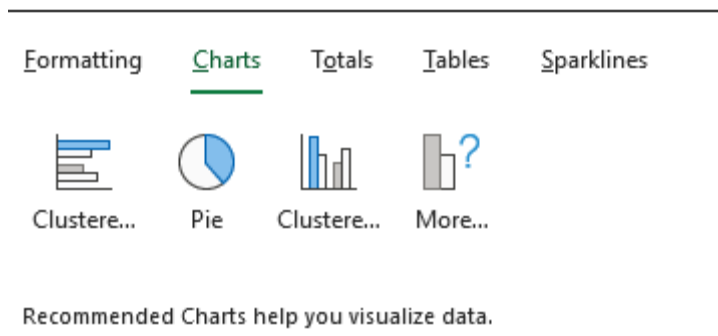 Formatting Charts Totals Tables Sparklines
Clustere... Pie Clustere... More...
Recommended Charts help you visualize data.